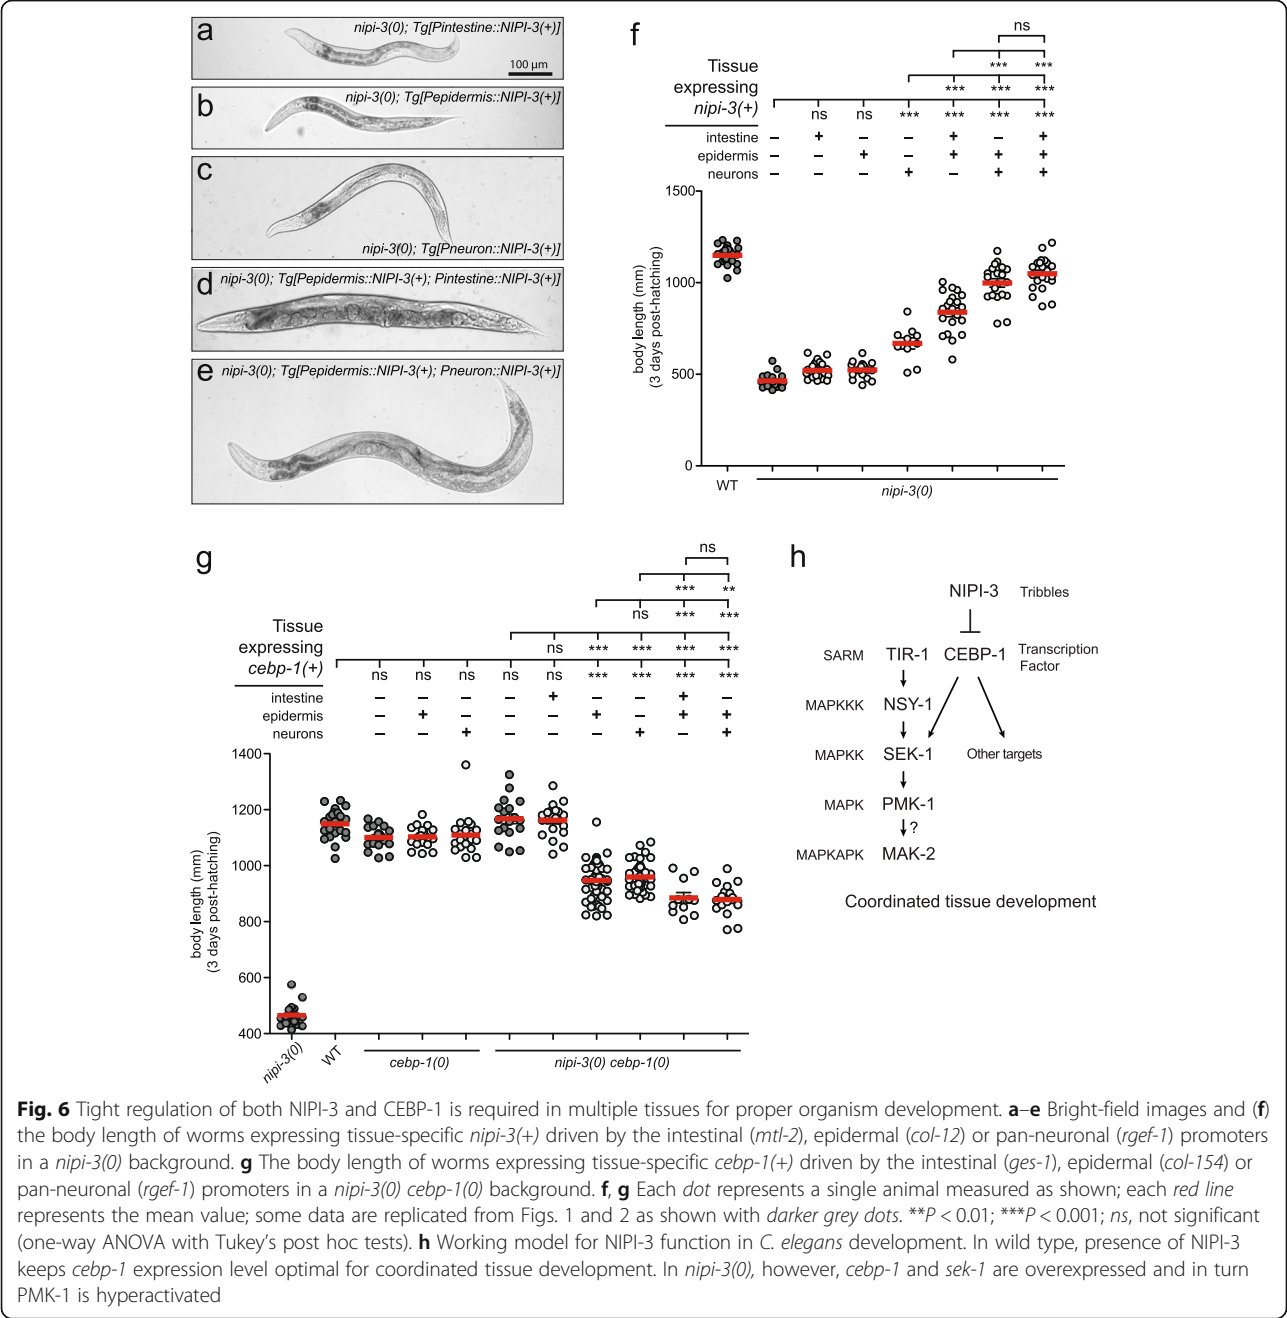 a
nipi-3(0); Tg[Pintestine::NIPI-3(+)]
100 µm
b
nipi-3(0); Tg[Pepidermis::NIPI-3(+)]
c
nipi-3(0); Tg[Pneuron::NIPI-3(+)]
d
nipi-3(0); Tg[Pepidermis::NIPI-3(+); Pintestine::NIPI-3(+)]
e
nipi-3(0); Tg[Pepidermis::NIPI-3(+); Pneuron::NIPI-3(+)]
f
ns
*** ***
*** *** ***
ns ns *** *** *** ***
Tissue
expressing
nipi-3(+)
intestine – + – – + – +
epidermis – – + – + + +
neurons – – – + – + +
body length (mm)
(3 days post-hatching)
1500
1000
500
0
WT
nipi-3(0)
g
ns
*** **
ns *** ***
ns *** *** *** ***
ns ns ns ns ns *** *** *** ***
Tissue
expressing
cebp-1(+)
intestine – – – – + – – + –
epidermis – + – – – + – + +
neurons – – + – – – + – +
body length (mm)
(3 days post-hatching)
1400
1200
1000
800
600
400
nipi-3(0)
WT
cebp-1(0)
nipi-3(0) cebp-1(0)
h
NIPI-3 Tribbles
SARM TIR-1 CEBP-1 Transcription
Factor
MAPKKK NSY-1
MAPKK SEK-1 Other targets
MAPK PMK-1
?
MAPKAPK MAK-2
Coordinated tissue development
Fig. 6 Tight regulation of both NIPI-3 and CEBP-1 is required in multiple tissues for proper organism development. a–e Bright-field images and (f)
the body length of worms expressing tissue-specific nipi-3(+) driven by the intestinal (mtl-2), epidermal (col-12) or pan-neuronal (rgef-1) promoters
in a nipi-3(0) background. g The body length of worms expressing tissue-specific cebp-1(+) driven by the intestinal (ges-1), epidermal (col-154) or
pan-neuronal (rgef-1) promoters in a nipi-3(0) cebp-1(0) background. f, g Each dot represents a single animal measured as shown; each red line
represents the mean value; some data are replicated from Figs. 1 and 2 as shown with darker grey dots. **P < 0.01; ***P < 0.001; ns, not significant
(one-way ANOVA with Tukey's post hoc tests). h Working model for NIPI-3 function in C. elegans development. In wild type, presence of NIPI-3
keeps cebp-1 expression level optimal for coordinated tissue development. In nipi-3(0), however, cebp-1 and sek-1 are overexpressed and in turn
PMK-1 is hyperactivated